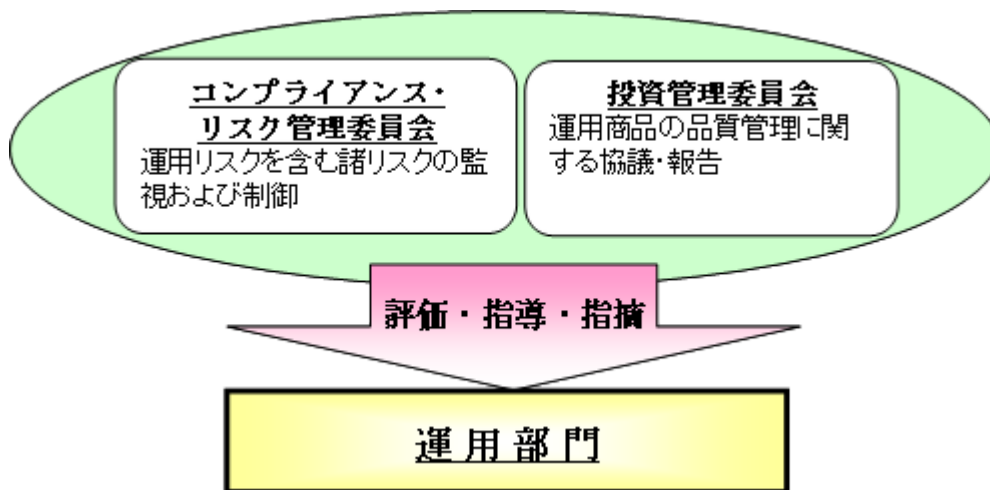 コンプライアンス・
リスク管理委員会
運用リスクを含む諸リスクの監
視および制御
投資管理委員会
運用商品の品質管理に関
する協議・報告
評価・指導・指摘
運用部門